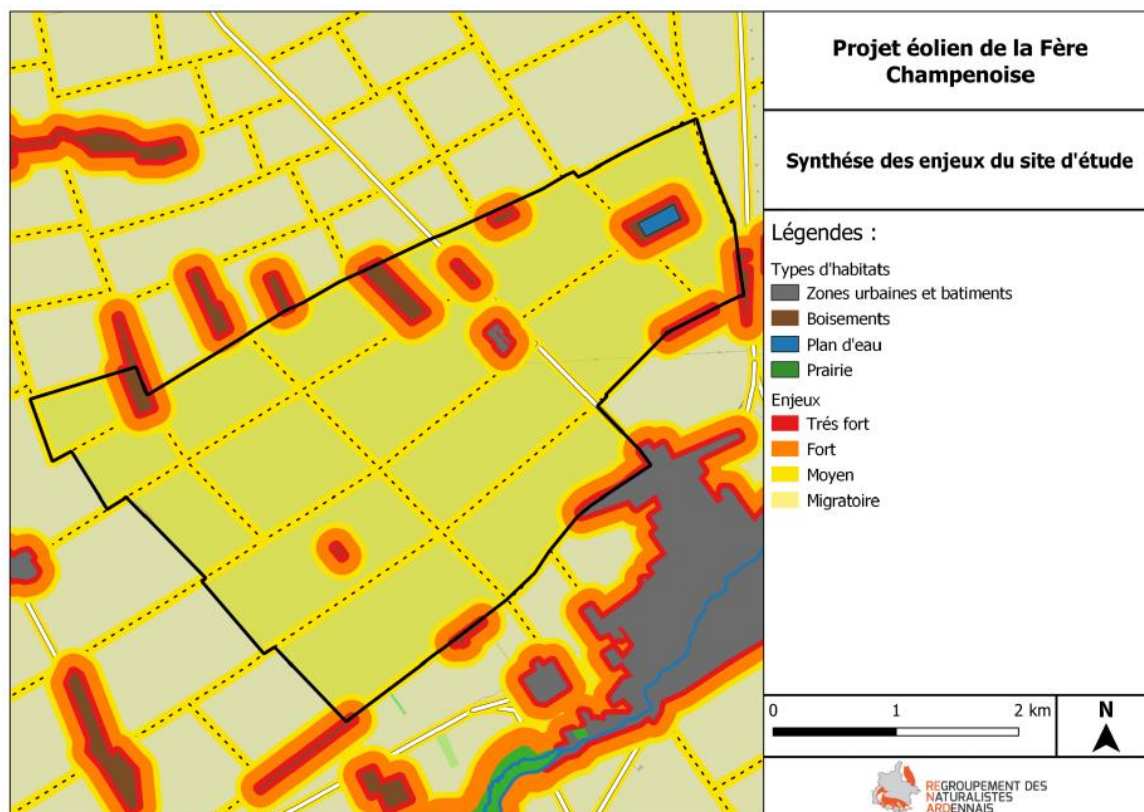 Projet éolien de la Fère
Champenoise
Synthése des enjeux du site d'étude
Légendes :
Types d'habitats
Zones urbaines et batiments
Boisements
Plan d'eau
Prairie
Enjeux
Trés fort
Fort
Moyen
Migratoire
0 1 2 km
N
REGROUPEMENT DES
NATURALISTES
ARDENNAIS